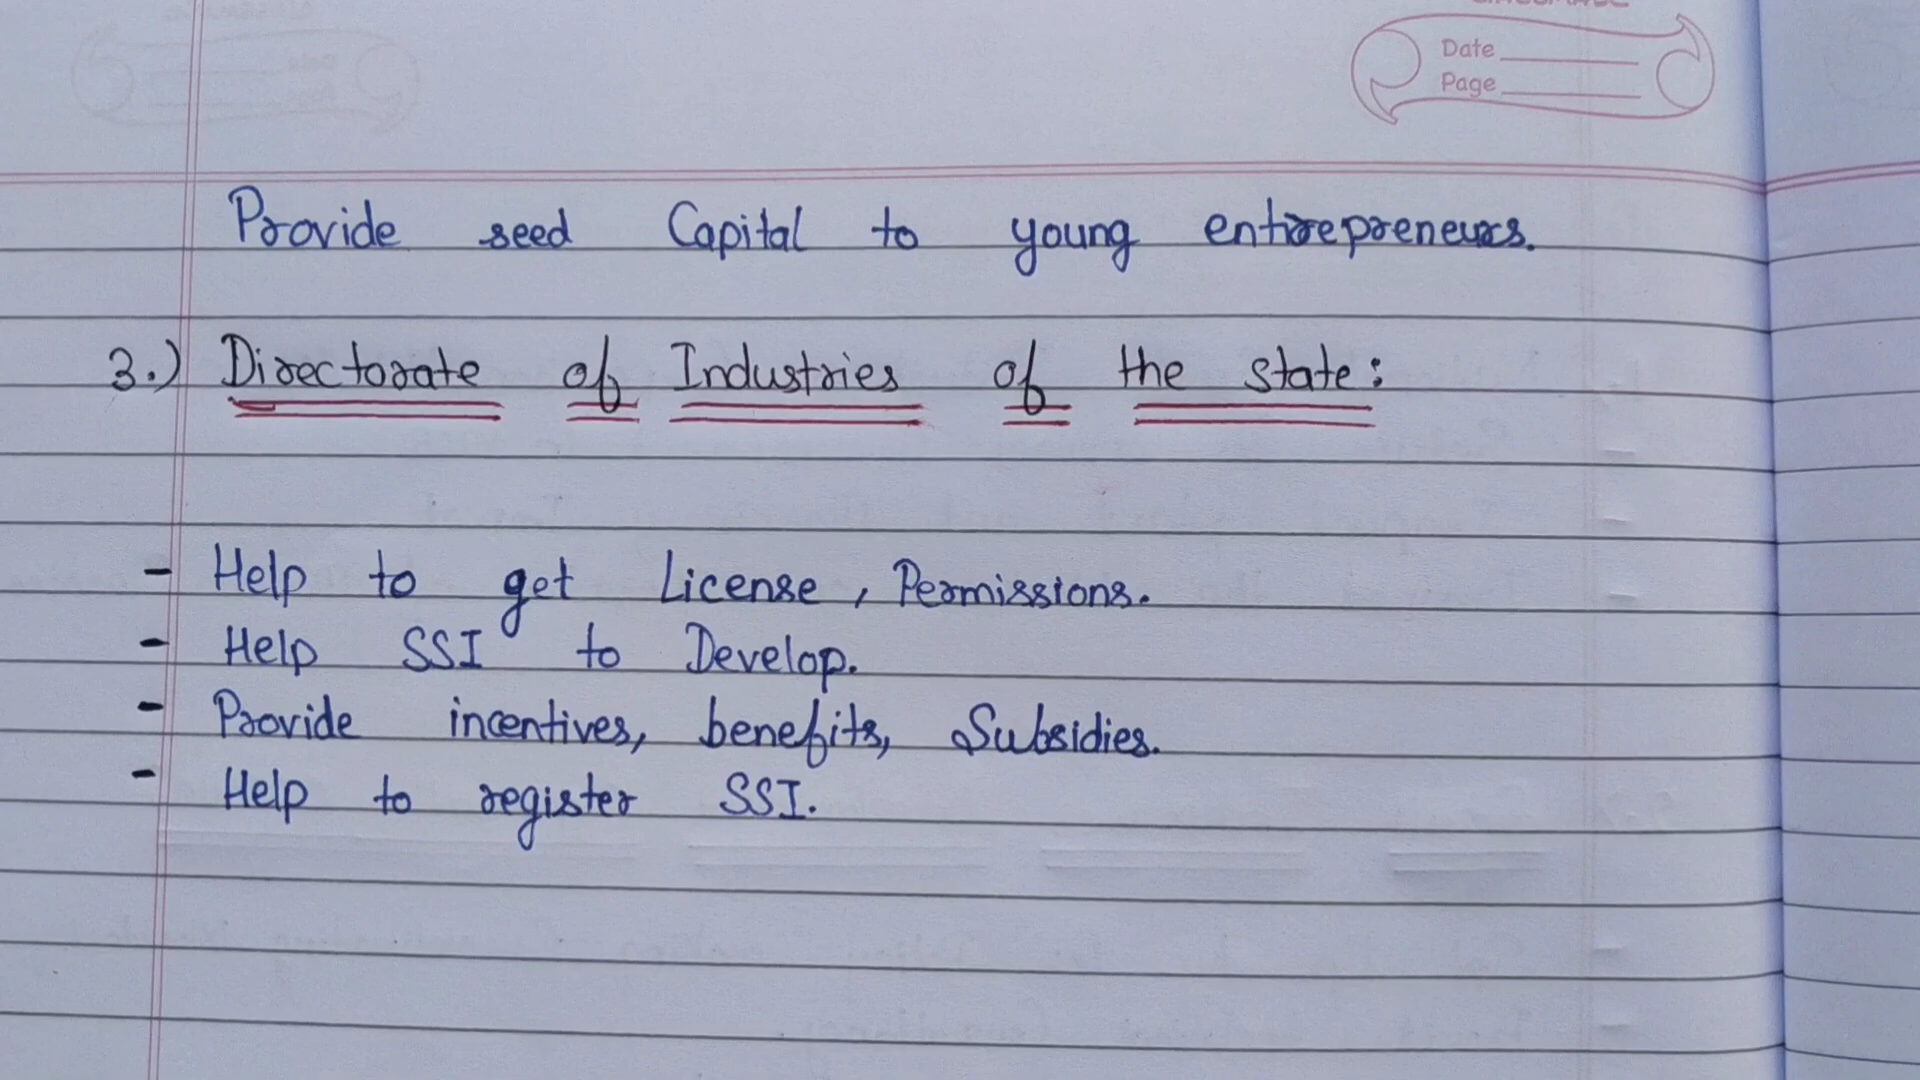 Date
Page
Provide seed Capital to young entrepreneurs.
3.) Directorate of Industries of the state:
- Help to get License, Permissions.
- Help SSI to Develop.
- Provide incentives, benefits, Subsidies.
- Help to register SSI.